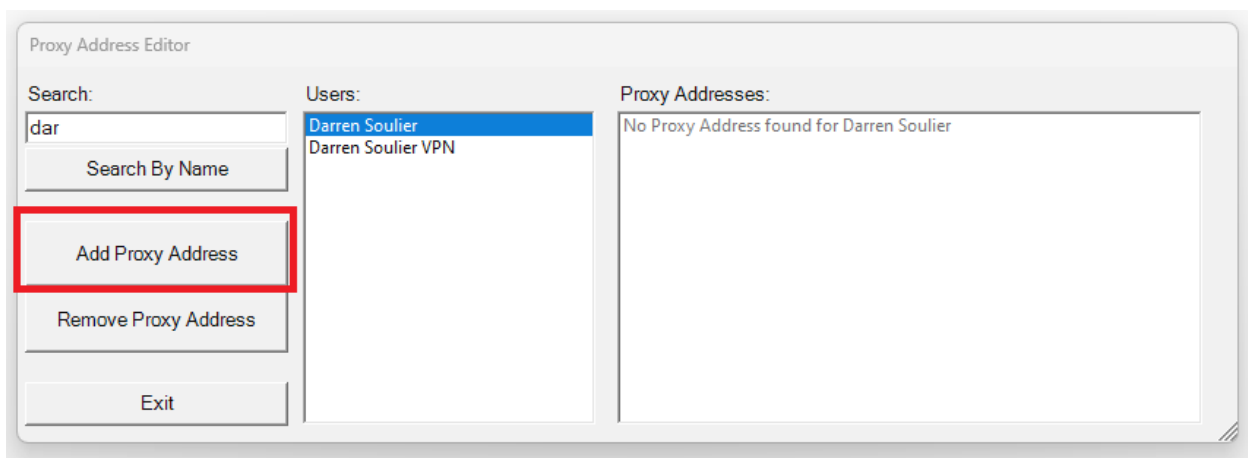 Proxy Address Editor
Search:
dar
Search By Name
Add Proxy Address
Remove Proxy Address
Exit
Users:
Darren Soulier
Darren Soulier VPN
Proxy Addresses:
No Proxy Address found for Darren Soulier